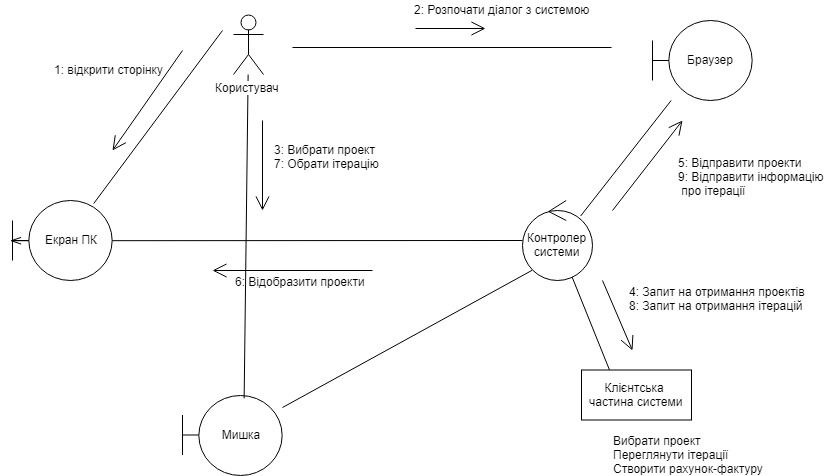 2: Розпочати діалог з системою
1: відкрити сторінку
Користувач
Браузер
3: Вибрати проект
7: Обрати ітерацію
5: Відправити проекти
9: Відправити інформацію
про ітерації
Екран ПК
Контролер
системи
6: Відобразити проекти
4: Запит на отримання проектів
8: Запит на отримання ітерацій
Клієнтська
частина системи
Мишка
Вибрати проект
Переглянути ітерації
Створити рахунок-фактуру